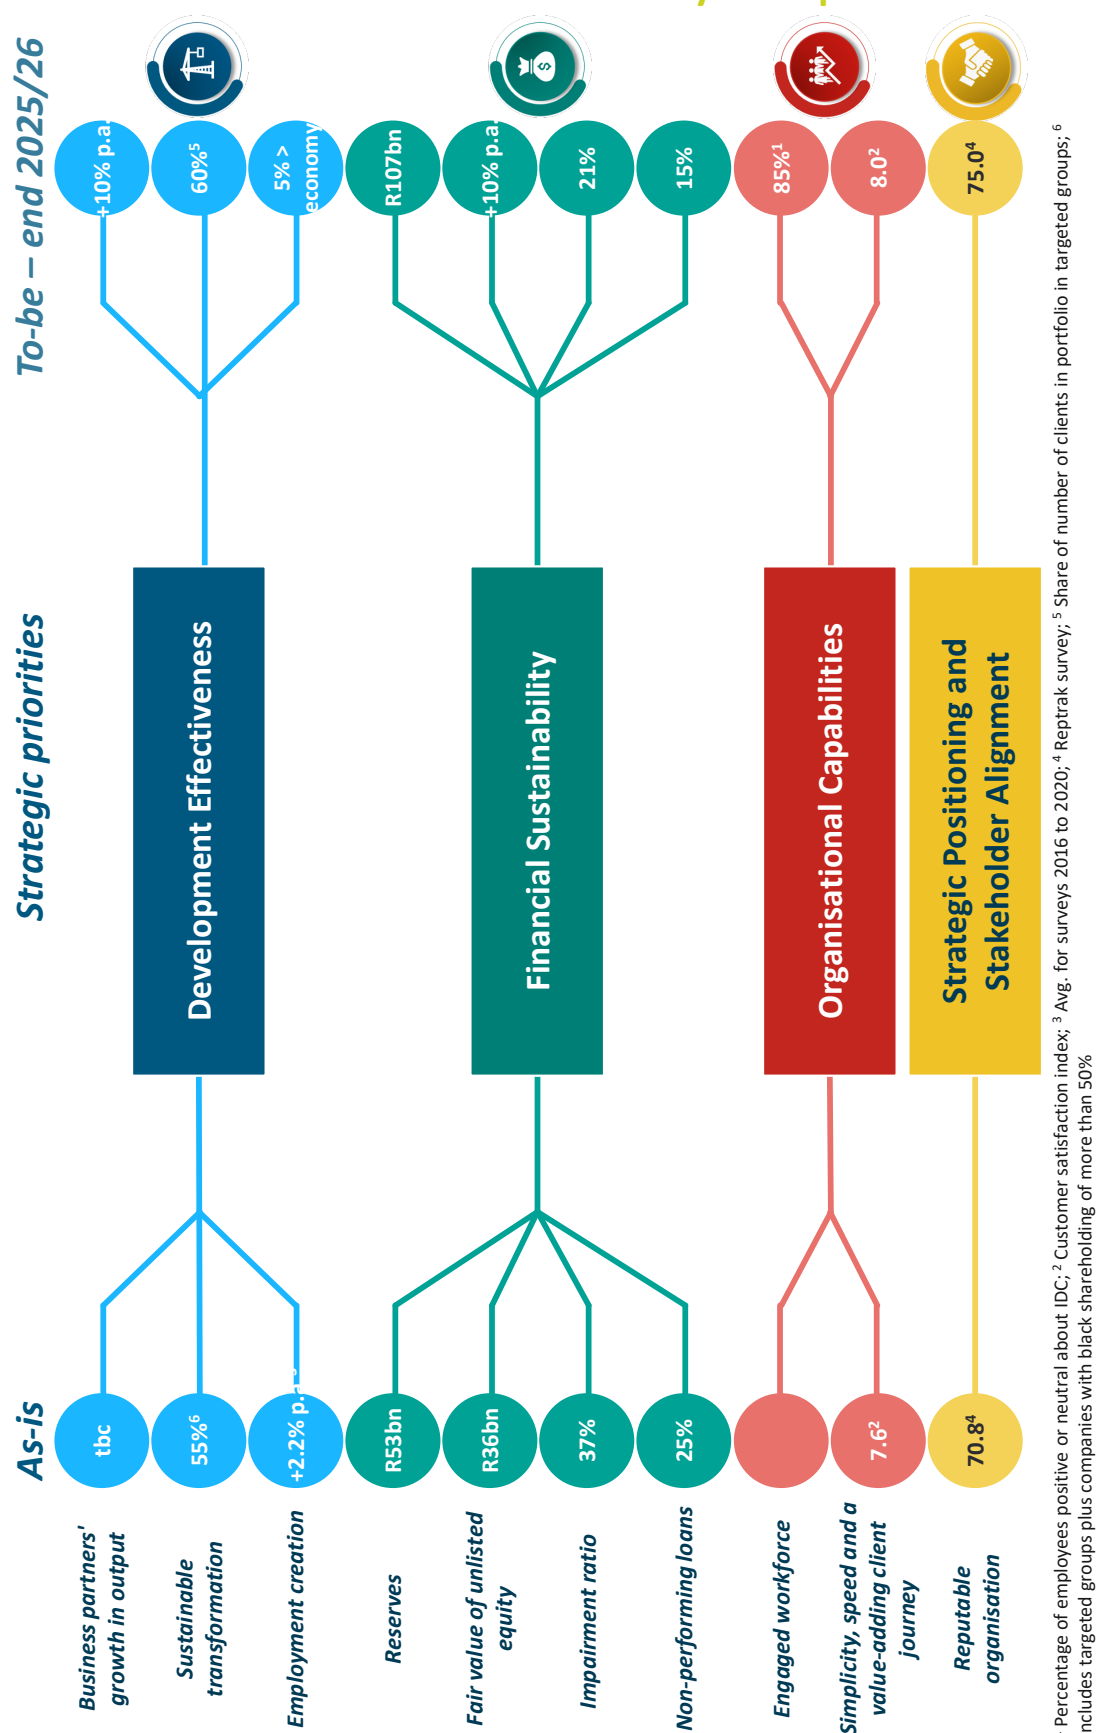 As-is
Strategic priorities
To-be – end 2025/26
Business partners'
growth in output
tbc
+10% p.a.
Sustainable
transformation
55%⁶
60%⁵
Employment creation
+2.2% p.a.
5% >
economy
Development Effectiveness
Reserves
R53bn
R107bn
Fair value of unlisted
equity
R36bn
+10% p.a.
Impairment ratio
37%
21%
Non-performing loans
25%
15%
Financial Sustainability
Engaged workforce
85%¹
Simplicity, speed and a
value-adding client
journey
7.6²
8.0²
Organisational Capabilities
Reputable
organisation
70.8⁴
75.0⁴
Strategic Positioning and
Stakeholder Alignment
Percentage of employees positive or neutral about IDC; ² Customer satisfaction index; ³ Avg. for surveys 2016 to 2020; ⁴ Reptrak survey; ⁵ Share of number of clients in portfolio in targeted groups; ⁶
ncludes targeted groups plus companies with black shareholding of more than 50%